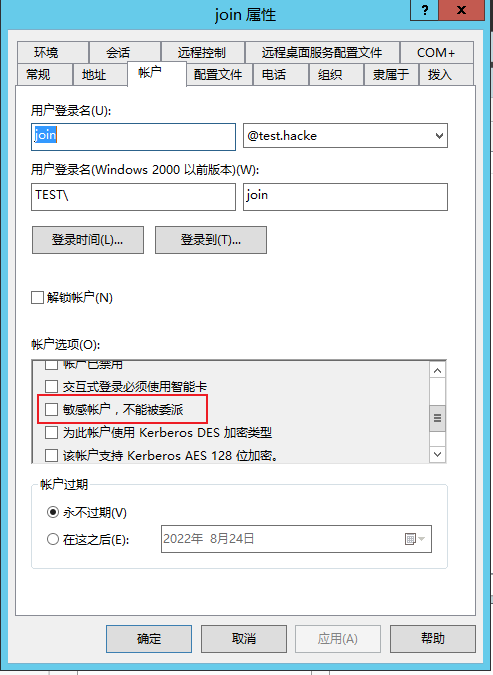 join 属性
?
x
环境 会话 远程控制 远程桌面服务配置文件 COM+
常规 地址 帐户 配置文件 电话 组织 隶属于 拨入
用户登录名(U):
join @test.hacke
用户登录名(Windows 2000 以前版本)(W):
TEST\ join
登录时间(L)... 登录到(T)...
解锁帐户(N)
帐户选项(O):
帐户已禁用
交互式登录必须使用智能卡
敏感帐户，不能被委派
为此帐户使用 Kerberos DES 加密类型
该帐户支持 Kerberos AES 128 位加密。
帐户过期
永不过期(V)
在这之后(E): 2022年 8月24日
确定 取消 应用(A) 帮助